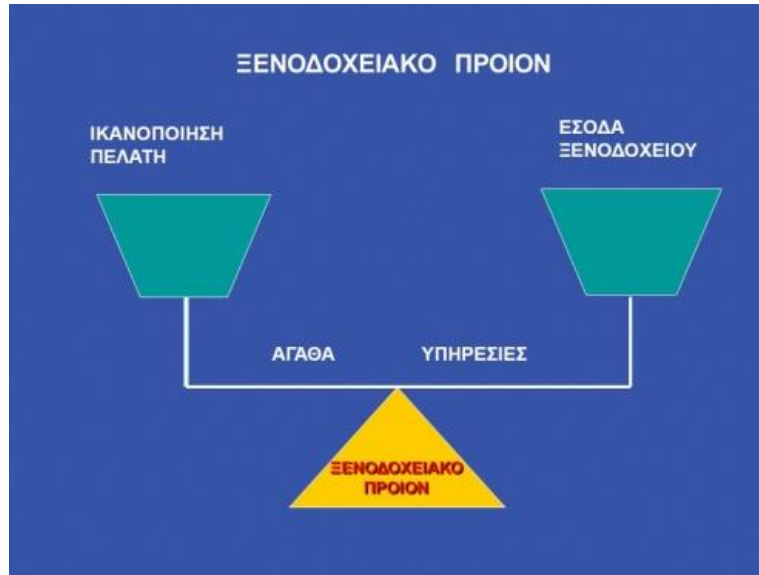 ΞΕΝΟΔΟΧΕΙΑΚΟ ΠΡΟΙΟΝ
ΙΚΑΝΟΠΟΙΗΣΗ
ΠΕΛΑΤΗ
ΕΣΟΔΑ
ΞΕΝΟΔΟΧΕΙΟΥ
ΑΓΑΘΑ
ΥΠΗΡΕΣΙΕΣ
ΞΕΝΟΔΟΧΕΙΑΚΟ
ΠΡΟΙΟΝ